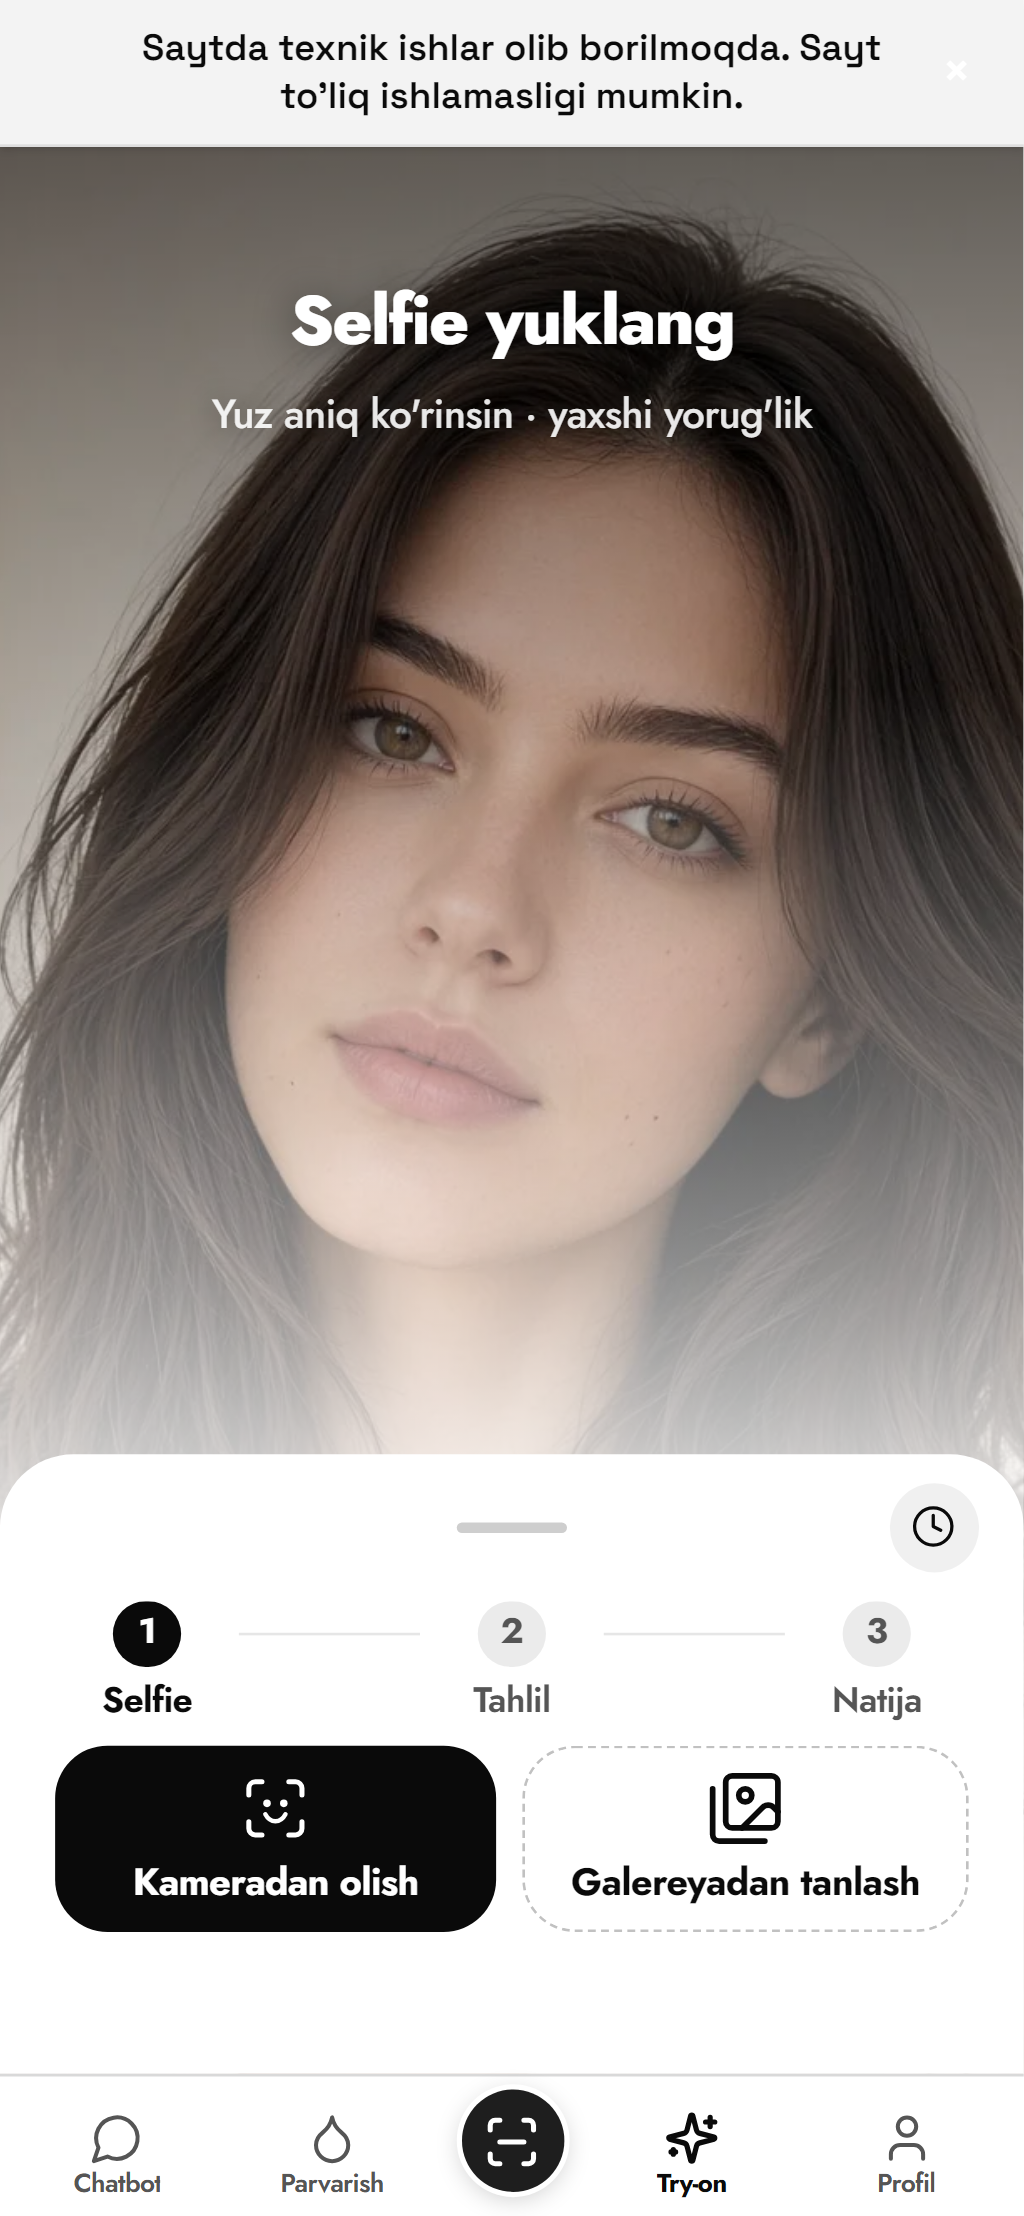 Saytda texnik ishlar olib borilmoqda. Sayt
to’liq ishlamasligi mumkin.
Selfie yuklang
Yuz aniq ko'rinsin · yaxshi yorug'lik
1
2
3
Selfie
Tahlil
Natija
Kameradan olish
Galereyadan tanlash
Chatbot
Parvarish
Try-on
Profil